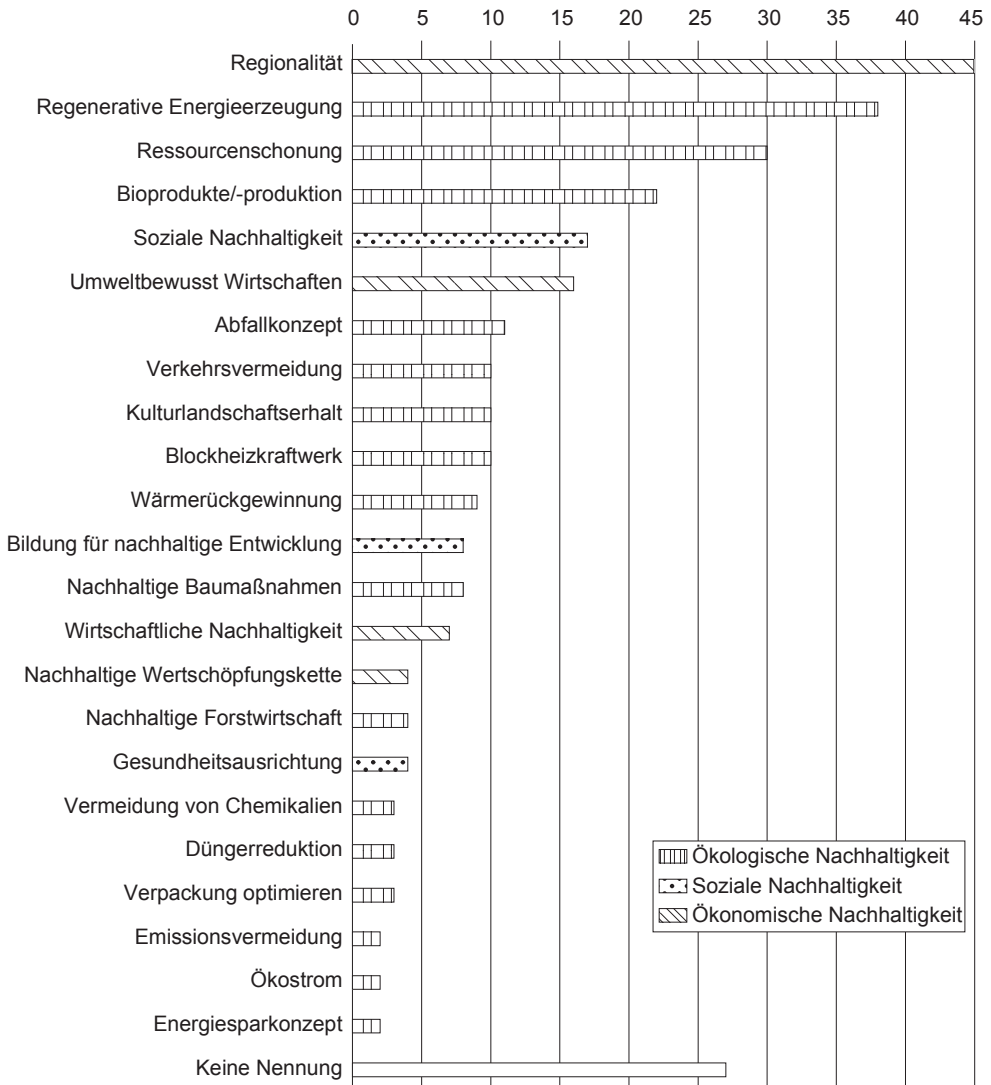 0 5 10 15 20 25 30 35 40 45
Regionalität
Regenerative Energieerzeugung
Ressourcenschonung
Bioprodukte/-produktion
Soziale Nachhaltigkeit
Umweltbewusst Wirtschaften
Abfallkonzept
Verkehrsvermeidung
Kulturlandschaftserhalt
Blockheizkraftwerk
Wärmerückgewinnung
Bildung für nachhaltige Entwicklung
Nachhaltige Baumaßnahmen
Wirtschaftliche Nachhaltigkeit
Nachhaltige Wertschöpfungskette
Nachhaltige Forstwirtschaft
Gesundheitsausrichtung
Vermeidung von Chemikalien
Düngerreduktion
Verpackung optimieren
Emissionsvermeidung
Ökostrom
Energiesparkonzept
Keine Nennung
Ökologische Nachhaltigkeit
Soziale Nachhaltigkeit
Ökonomische Nachhaltigkeit